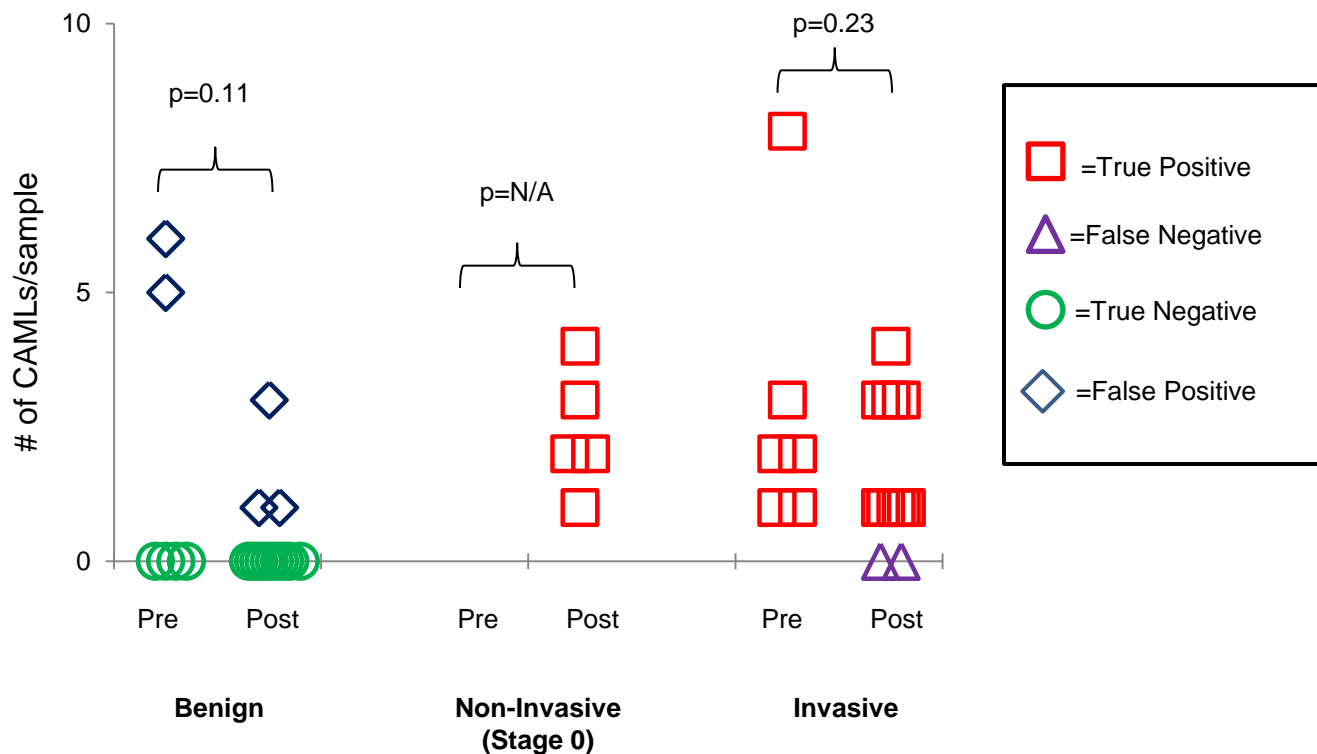 # of CAMLs/sample
10
5
0
p=0.11
p=N/A
p=0.23
Pre
Post
Pre
Post
Pre
Post
Benign
Non-Invasive
(Stage 0)
Invasive
=True Positive
=False Negative
=True Negative
=False Positive